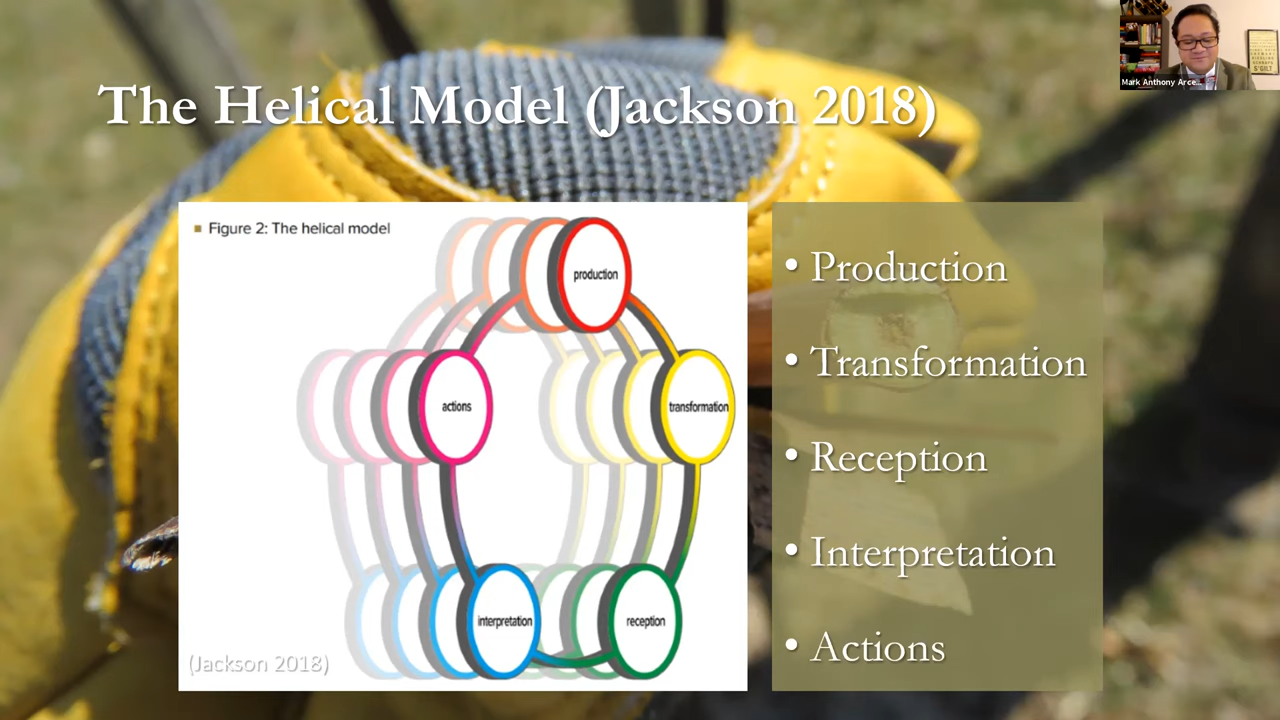 The Helical Model (Jackson 2018)
Mark Anthony Arce...
Figure 2: The helical model
production
actions
transformation
interpretation
reception
(Jackson 2018)
• Production
• Transformation
• Reception
• Interpretation
• Actions